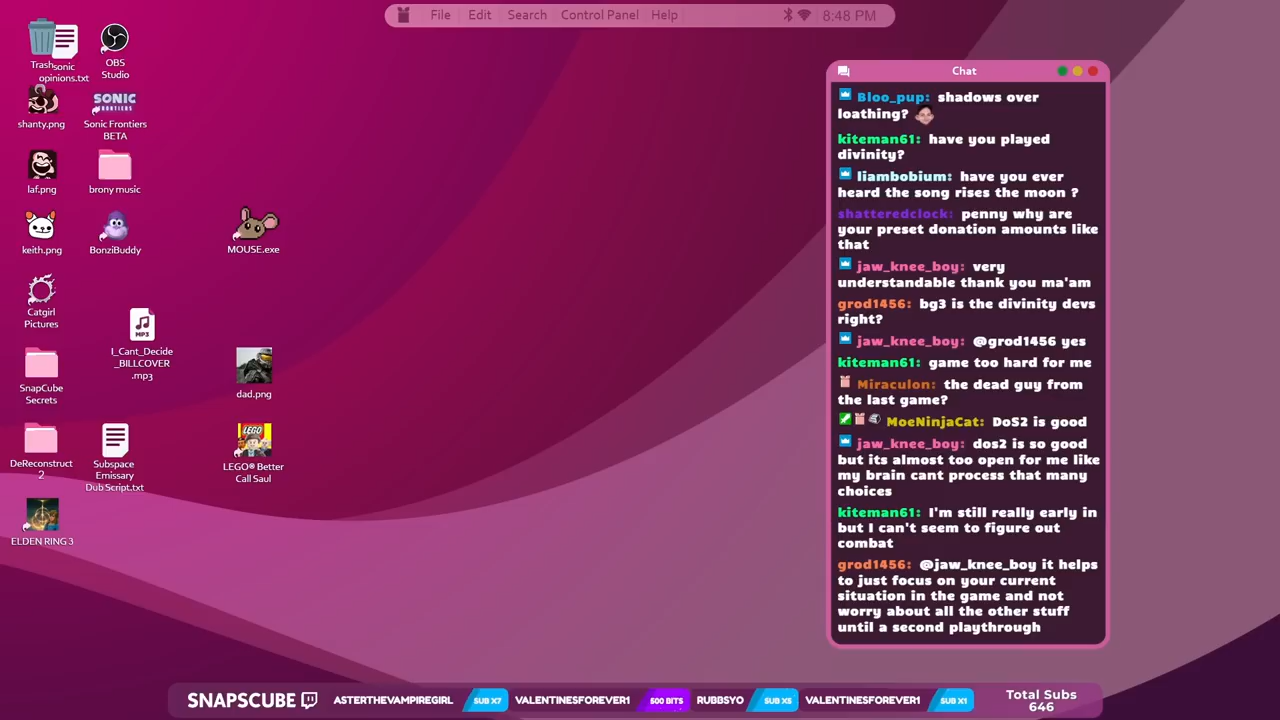 File Edit Search Control Panel Help
8:48 PM
Trash
sonic
opinions.txt
OBS
Studio
shanty.png
SONIC
Sonic Frontiers
BETA
laf.png
brony music
keith.png
BonziBuddy
MOUSE.exe
Catgirl
Pictures
MP3
I_Cant_Decide
_BILLCOVER
.mp3
SnapCube
Secrets
dad.png
DeReconstruct
2
Subspace
Emissary
Dub Script.txt
LEGO
LEGO® Better
Call Saul
ELDEN RING 3
Chat
Bloo_pup: shadows over
loathing?
kiteman61: have you played
divinity?
liambobium: have you ever
heard the song rises the moon ?
shatteredclock: penny why are
your preset donation amounts like
that
jaw_knee_boy: very
understandable thank you ma'am
grod1456: bg3 is the divinity devs
right?
jaw_knee_boy: @grod1456 yes
kiteman61: game too hard for me
Miraculon: the dead guy from
the last game?
MoeNinjaCat: DoS2 is good
jaw_knee_boy: dos2 is so good
but its almost too open for me like
my brain cant process that many
choices
kiteman61: I'm still really early in
but I can't seem to figure out
combat
grod1456: @jaw_knee_boy it helps
to just focus on your current
situation in the game and not
worry about all the other stuff
until a second playthrough
SNAPSCUBE ASTERTHEVAMPIREGIRL SUB X7 VALENTINESFOREVER1 500 BITS RUBBSYO SUB X5 VALENTINESFOREVER1 SUB X1
Total Subs
646